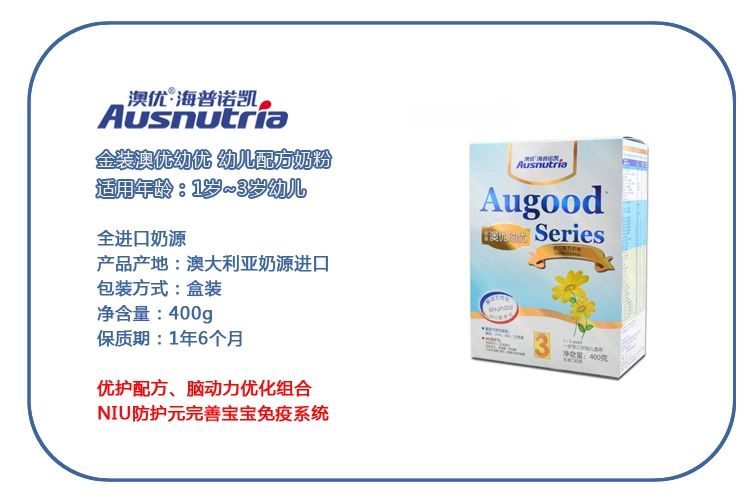 澳优®海普诺凯
Ausnutria
金装澳优幼优 幼儿配方奶粉
适用年龄：1岁~3岁幼儿
全进口奶源
产品产地：澳大利亚奶源进口
包装方式：盒装
净含量：400g
保质期：1年6个月
优护配方、脑动力优化组合
NIU防护元完善宝宝免疫系统
澳优®海普诺凯
Ausnutria
Augood
澳优幼优 Series
3
净含量：400克